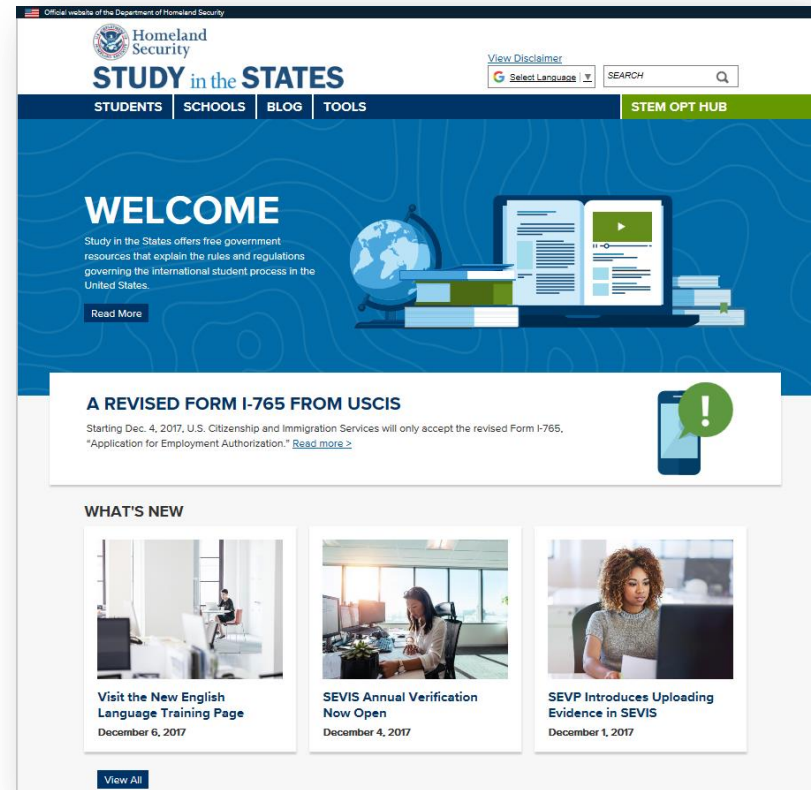 Official website of the Department of Homeland Security
Homeland
Security
STUDY in the STATES
View Disclaimer
G Select Language ▼
SEARCH
STUDENTS
SCHOOLS
BLOG
TOOLS
STEM OPT HUB
WELCOME
Study in the States offers free government
resources that explain the rules and regulations
governing the international student process in the
United States.
Read More
A REVISED FORM I-765 FROM USCIS
Starting Dec. 4, 2017, U.S. Citizenship and Immigration Services will only accept the revised Form I-765,
“Application for Employment Authorization.” Read more >
!
WHAT'S NEW
Visit the New English
Language Training Page
December 6, 2017
SEVIS Annual Verification
Now Open
December 4, 2017
SEVP Introduces Uploading
Evidence in SEVIS
December 1, 2017
View All